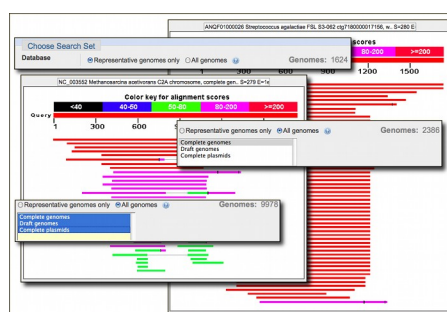 ANQF01000026 Streptococcus agalactiae FSL S3-062 ctg7180000017166, w.. S=280 E=
scores
80-200 >=200
900 1200 1500
Choose Search Set
Database Representative genomes only All genomes Genomes: 1624
NC_003552 Methanosarcina acetivorans C2A chromosome, complete gen.. S=279 E=1e
Color key for alignment scores
<40 40-50 50-80 80-200 >=200
Query
1 300 600
Representative genomes only All genomes Genomes: 2386
Complete genomes
Draft genomes
Complete plasmids
Representative genomes only All genomes Genomes: 9978
Complete genomes
Draft genomes
Complete plasmids